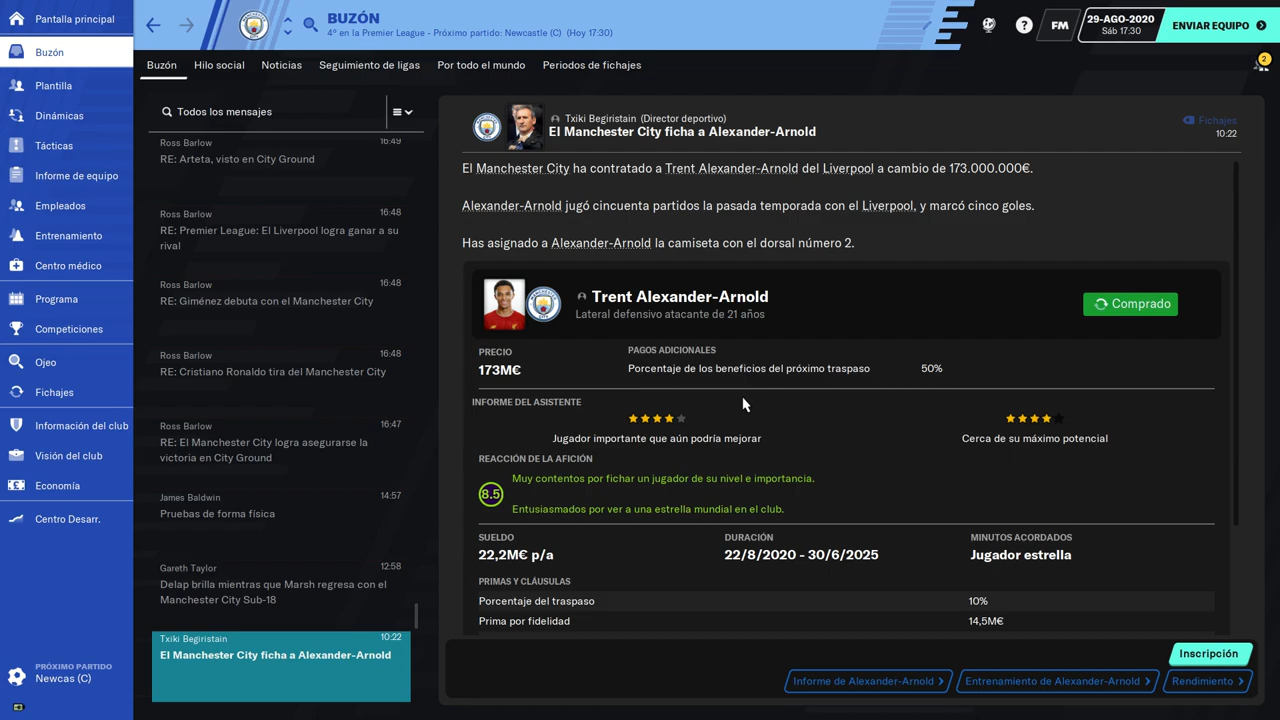 Pantalla principal
Buzón
Plantilla
Dinámicas
Tácticas
Informe de equipo
Empleados
Entrenamiento
Centro médico
Programa
Competiciones
Ojeo
Fichajes
Información del club
Visión del club
Economía
Centro Desarr.
PRÓXIMO PARTIDO
Newcas (C)
BUZÓN
4º en la Premier League - Próximo partido: Newcastle (C) (Hoy 17:30)
FM
29-AGO-2020
Sáb 17:30
ENVIAR EQUIPO
Buzón Hilo social Noticias Seguimiento de ligas Por todo el mundo Periodos de fichajes
2
Todos los mensajes
Ross Barlow 16:49
RE: Arteta, visto en City Ground
Ross Barlow 16:48
RE: Premier League: El Liverpool logra ganar a su
rival
Ross Barlow 16:48
RE: Giménez debuta con el Manchester City
Ross Barlow 16:48
RE: Cristiano Ronaldo tira del Manchester City
Ross Barlow 16:47
RE: El Manchester City logra asegurarse la
victoria en City Ground
James Baldwin 14:57
Pruebas de forma física
Gareth Taylor 12:58
Delap brilla mientras que Marsh regresa con el
Manchester City Sub-18
Txiki Begiristain 10:22
El Manchester City ficha a Alexander-Arnold
Txiki Begiristain (Director deportivo)
El Manchester City ficha a Alexander-Arnold
Fichajes
10:22
El Manchester City ha contratado a Trent Alexander-Arnold del Liverpool a cambio de 173.000.000€.
Alexander-Arnold jugó cincuenta partidos la pasada temporada con el Liverpool, y marcó cinco goles.
Has asignado a Alexander-Arnold la camiseta con el dorsal número 2.
Trent Alexander-Arnold
Lateral defensivo atacante de 21 años
Comprado
PRECIO
173M€
PAGOS ADICIONALES
Porcentaje de los beneficios del próximo traspaso 50%
INFORME DEL ASISTENTE
Jugador importante que aún podría mejorar
Cerca de su máximo potencial
REACCIÓN DE LA AFICIÓN
8.5
Muy contentos por fichar un jugador de su nivel e importancia.
Entusiasmados por ver a una estrella mundial en el club.
SUELDO
22,2M€ p/a
DURACIÓN
22/8/2020 - 30/6/2025
MINUTOS ACORDADOS
Jugador estrella
PRIMAS Y CLÁUSULAS
Porcentaje del traspaso 10%
Prima por fidelidad 14,5M€
Inscripción
Informe de Alexander-Arnold
Entrenamiento de Alexander-Arnold
Rendimiento